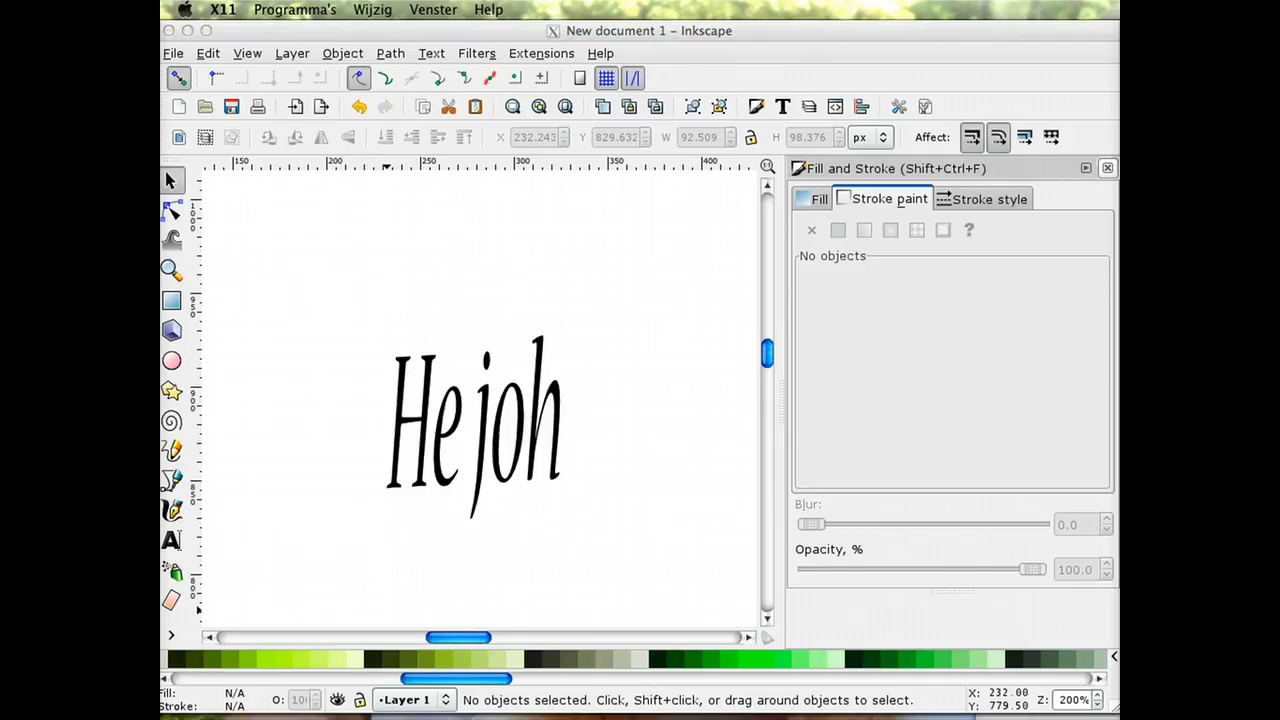 X11 Programma's Wijzig Venster Help
New document 1 – Inkscape
File Edit View Layer Object Path Text Filters Extensions Help
X 232.243 Y 829.632 W 92.509 H 98.376 px Affect:
150 200 250 300 350 400
Fill and Stroke (Shift+Ctrl+F)
Fill Stroke paint Stroke style
No objects
He joh
Blur:
0.0
Opacity, %
100.0
Fill: N/A
Stroke: N/A
O: Layer 1 No objects selected. Click, Shift+click, or drag around objects to select. X: 232.00 Y: 779.50 Z: 200%